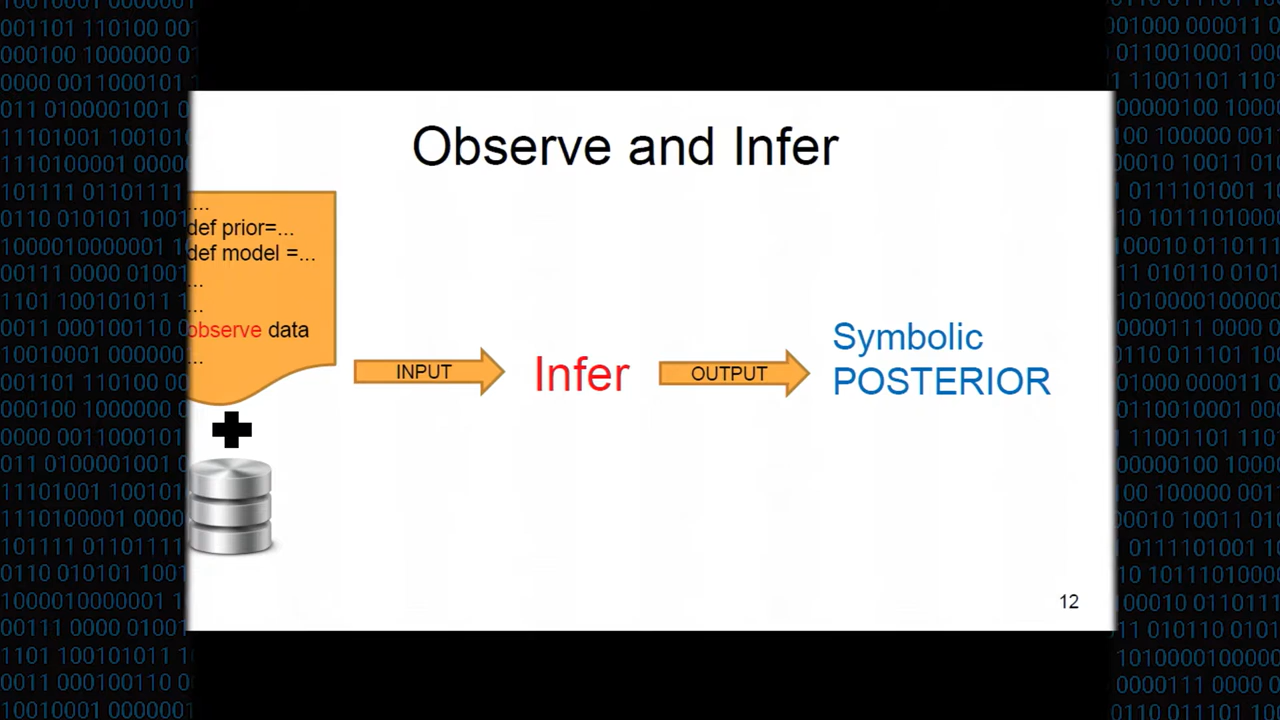 Observe and Infer
....
def prior=...
def model =...
...
...
observe data
...
INPUT
Infer
OUTPUT
Symbolic
POSTERIOR
12